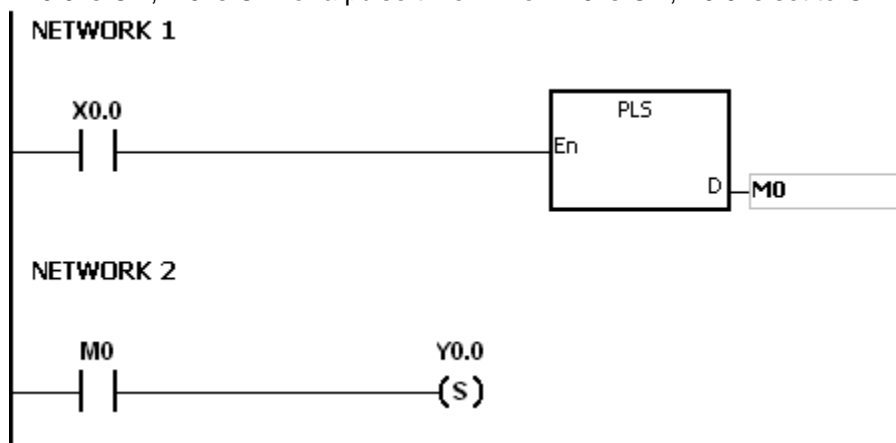 NETWORK 1
X0.0
PLS
En
D
M0
NETWORK 2
M0 Y0.0
(S)